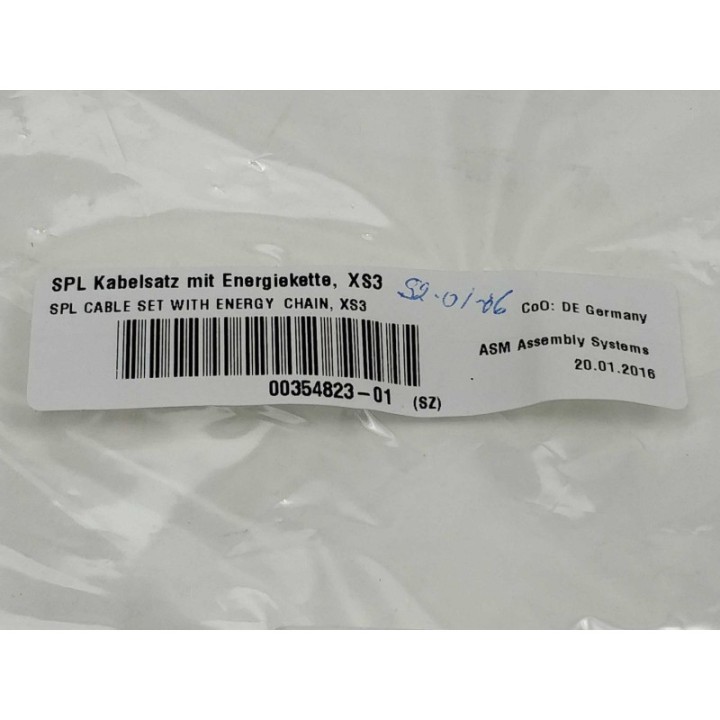 SPL Kabelsatz mit Energiekette, XS3
SPL CABLE SET WITH ENERGY CHAIN, XS3
S2-01-06
CoO: DE Germany
ASM Assembly Systems
20.01.2016
00354823-01 (SZ)